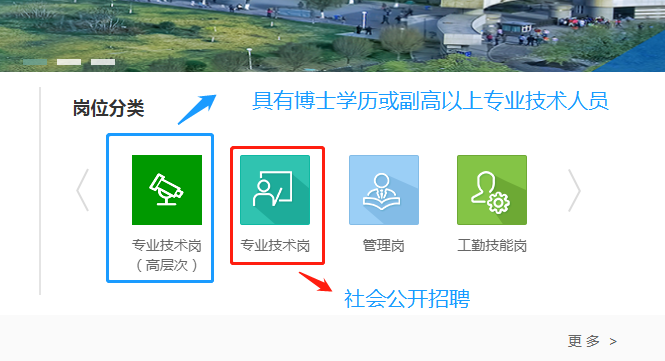 岗位分类
具有博士学历或副高以上专业技术人员
专业技术岗
（高层次）
专业技术岗
管理岗
工勤技能岗
社会公开招聘
更多 >